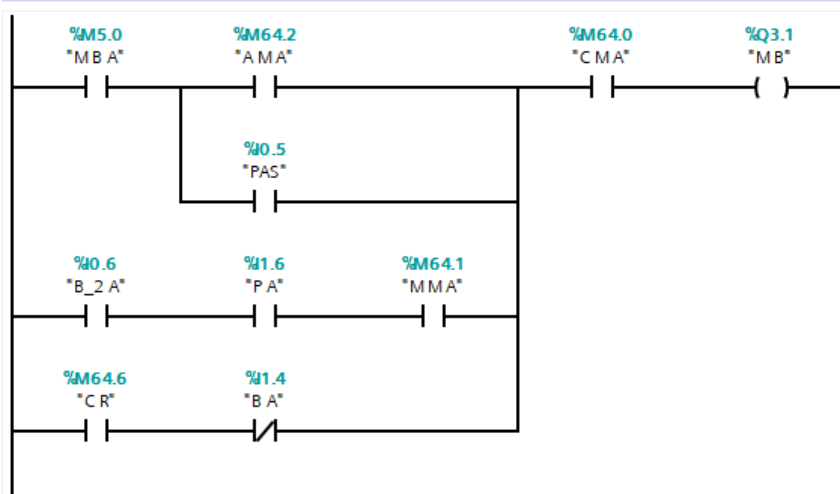 %M5.0 %M64.2 %M64.0 %Q3.1
"M B A" "A M A" "C M A" "M B"
%I0.5
"PAS"
%I0.6 %I1.6 %M64.1
"B_2 A" "P A" "M M A"
%M64.6 %I1.4
"C R" "B A"